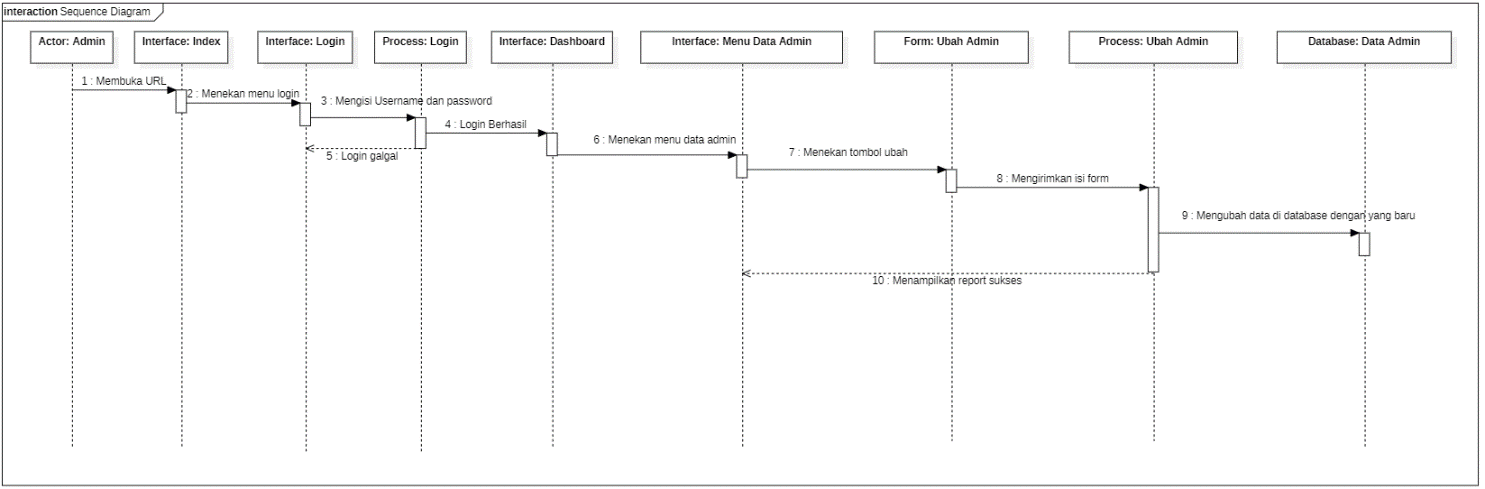 interaction Sequence Diagram
Actor: Admin
Interface: Index
Interface: Login
Process: Login
Interface: Dashboard
Interface: Menu Data Admin
Form: Ubah Admin
Process: Ubah Admin
Database: Data Admin
1 : Membuka URL
2 : Menekan menu login
3 : Mengisi Username dan password
4 : Login Berhasil
5 : Login galgal
6 : Menekan menu data admin
7 : Menekan tombol ubah
8 : Mengirimkan isi form
9 : Mengubah data di database dengan yang baru
10 : Menampilkan report sukses